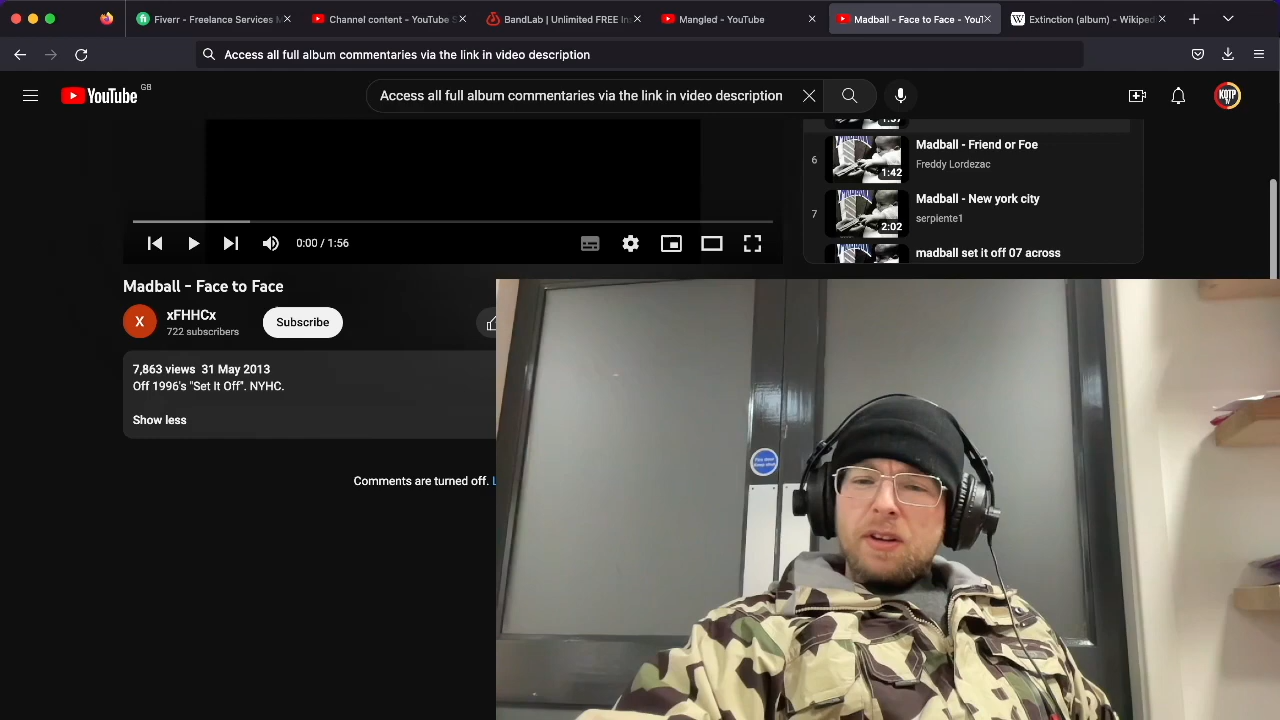 Fiverr - Freelance Services M
Channel content - YouTube S
BandLab | Unlimited FREE In
Mangled - YouTube
Madball - Face to Face - YouT
Extinction (album) - Wikiped
Access all full album commentaries via the link in video description
YouTube GB
Access all full album commentaries via the link in video description
KOTP
1:37
6
Madball - Friend or Foe
Freddy Lordezac
1:42
7
Madball - New york city
serpiente1
2:02
madball set it off 07 across
0:00 / 1:56
Madball - Face to Face
X
xFHHCx
722 subscribers
Subscribe
7,863 views 31 May 2013
Off 1996's "Set It Off". NYHC.
Show less
Comments are turned off. L